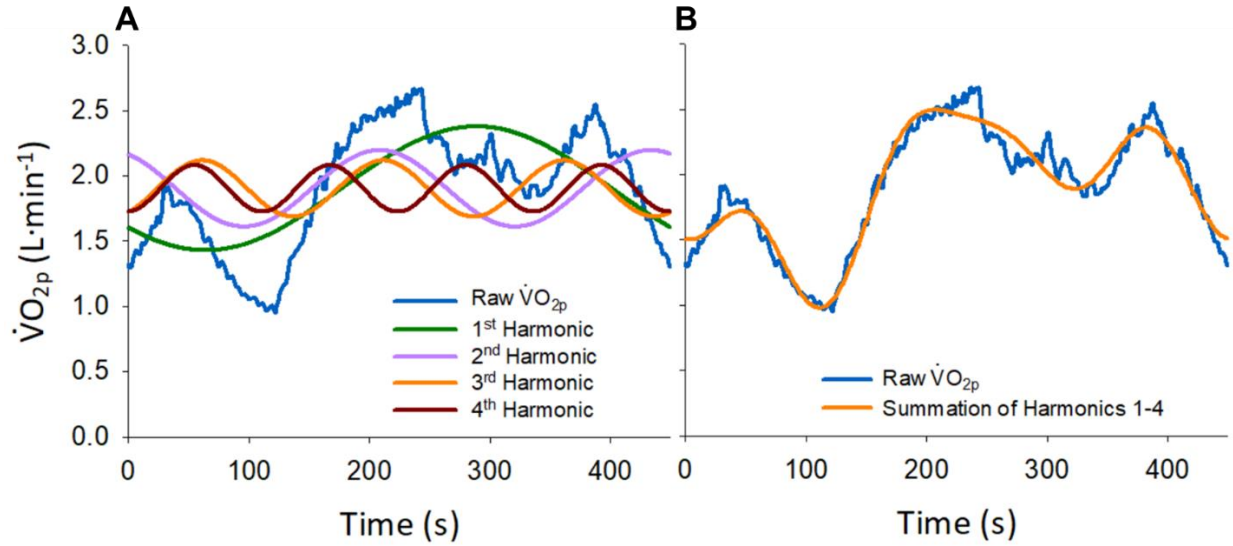 A
B
3.0
2.5
2.0
1.5
1.0
0.5
0.0
V̇O₂ₚ (L·min⁻¹)
Raw V̇O₂ₚ
1st Harmonic
2nd Harmonic
3rd Harmonic
4th Harmonic
0 100 200 300 400
Time (s)
Raw V̇O₂ₚ
Summation of Harmonics 1-4
0 100 200 300 400
Time (s)